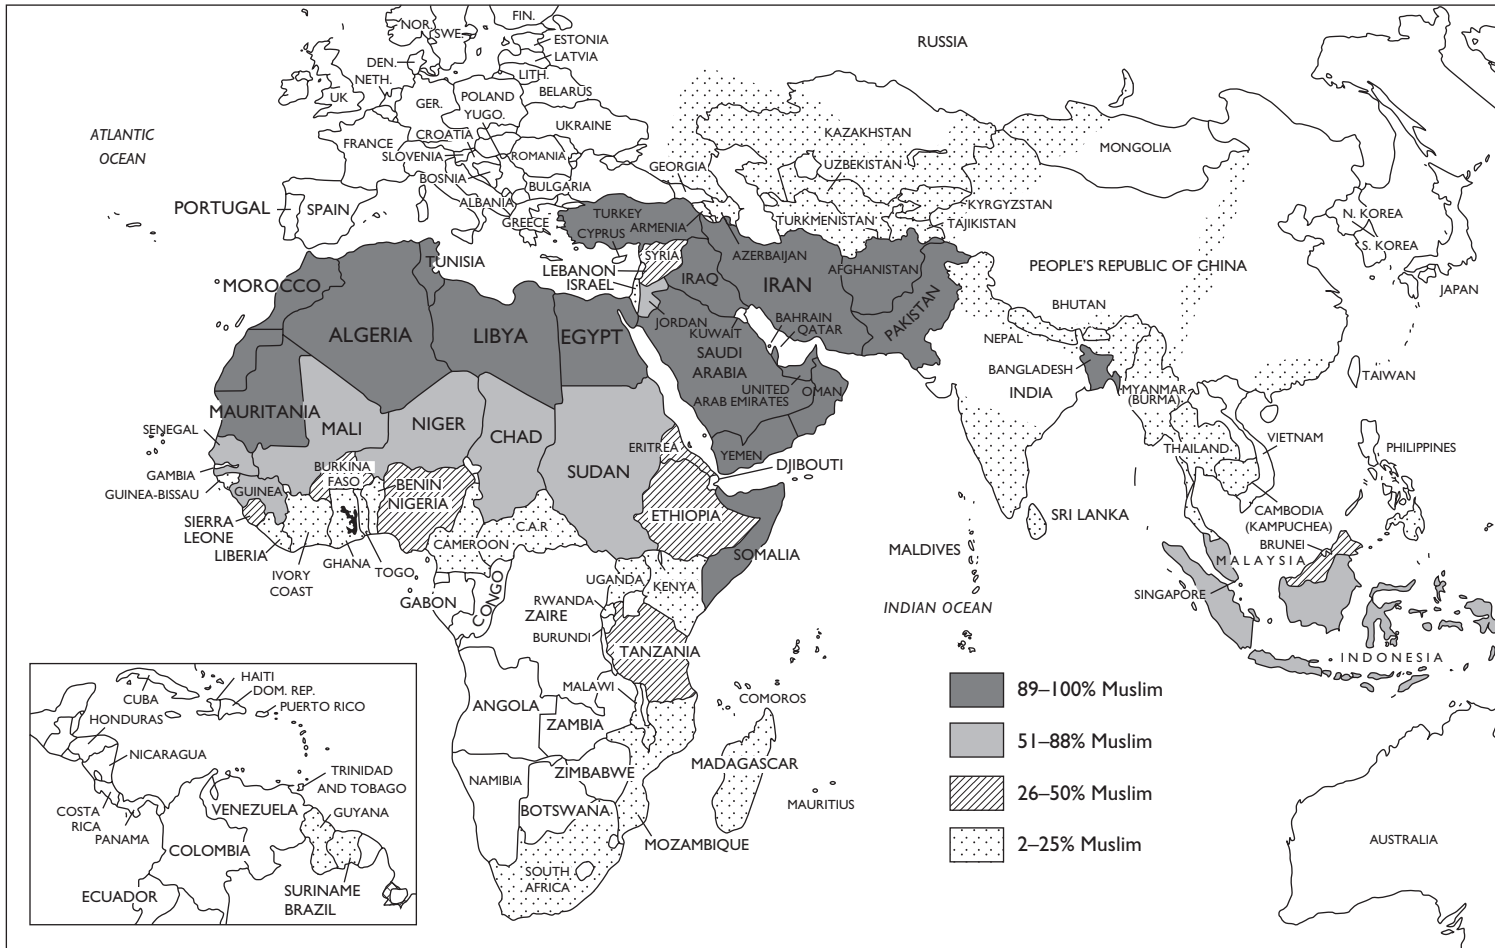 NOR.
SWE.
FIN.
ESTONIA
LATVIA
DEN.
NETH.
LITH.
BELARUS
UK
GER.
POLAND
YUGO.
UKRAINE
RUSSIA
ATLANTIC
OCEAN
FRANCE
CROATIA
SLOVENIA
ROMANIA
BOSNIA
BULGARIA
ALBANIA
GREECE
PORTUGAL
SPAIN
GEORGIA
KAZAKHSTAN
UZBEKISTAN
MONGOLIA
KYRGYZSTAN
TAJIKISTAN
TURKMENISTAN
TURKEY
ARMENIA
CYPRUS
AZERBAIJAN
SYRIA
LEBANON
ISRAEL
IRAQ
IRAN
AFGHANISTAN
PAKISTAN
JORDAN
KUWAIT
BAHRAIN
QATAR
SAUDI
ARABIA
UNITED
ARAB EMIRATES
OMAN
YEMEN
N. KOREA
S. KOREA
JAPAN
PEOPLE'S REPUBLIC OF CHINA
BHUTAN
NEPAL
BANGLADESH
INDIA
MYANMAR
(BURMA)
TAIWAN
THAILAND
VIETNAM
PHILIPPINES
CAMBODIA
(KAMPUCHEA)
BRUNEI
MALAYSIA
SINGAPORE
INDONESIA
SRI LANKA
MALDIVES
INDIAN OCEAN
TUNISIA
MOROCCO
ALGERIA
LIBYA
EGYPT
MAURITANIA
MALI
NIGER
CHAD
SUDAN
ERITREA
DJIBOUTI
ETHIOPIA
SOMALIA
SENEGAL
GAMBIA
GUINEA-BISSAU
GUINEA
SIERRA
LEONE
LIBERIA
IVORY
COAST
BURKINA
FASO
GHANA
TOGO
BENIN
NIGERIA
CAMEROON
C.A.R
GABON
CONGO
ZAIRE
UGANDA
KENYA
RWANDA
BURUNDI
TANZANIA
MALAWI
COMOROS
ANGOLA
ZAMBIA
NAMIBIA
ZIMBABWE
BOTSWANA
MADAGASCAR
MAURITIUS
MOZAMBIQUE
SOUTH
AFRICA
AUSTRALIA
89–100% Muslim
51–88% Muslim
26–50% Muslim
2–25% Muslim
CUBA
HAITI
DOM. REP.
PUERTO RICO
HONDURAS
NICARAGUA
COSTA
RICA
PANAMA
TRINIDAD
AND TOBAGO
VENEZUELA
GUYANA
COLOMBIA
ECUADOR
SURINAME
BRAZIL